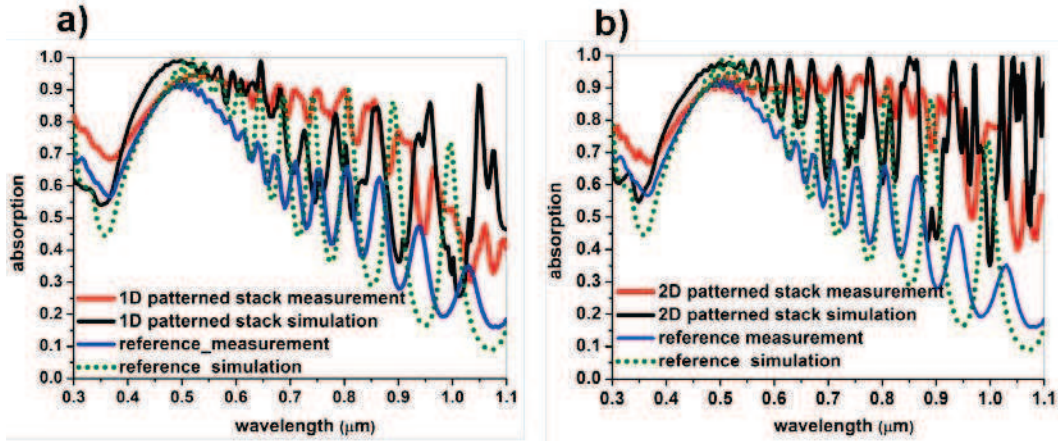 a)
1.0
0.9
0.8
0.7
0.6
0.5
0.4
0.3
0.2
0.1
0.0
absorption
1D patterned stack measurement
1D patterned stack simulation
reference_measurement
reference simulation
0.3 0.4 0.5 0.6 0.7 0.8 0.9 1.0 1.1
wavelength (μm)
b)
1.0
0.9
0.8
0.7
0.6
0.5
0.4
0.3
0.2
0.1
0.0
absorption
2D patterned stack measurement
2D patterned stack simulation
reference measurement
reference simulation
0.3 0.4 0.5 0.6 0.7 0.8 0.9 1.0 1.1
wavelength (μm)